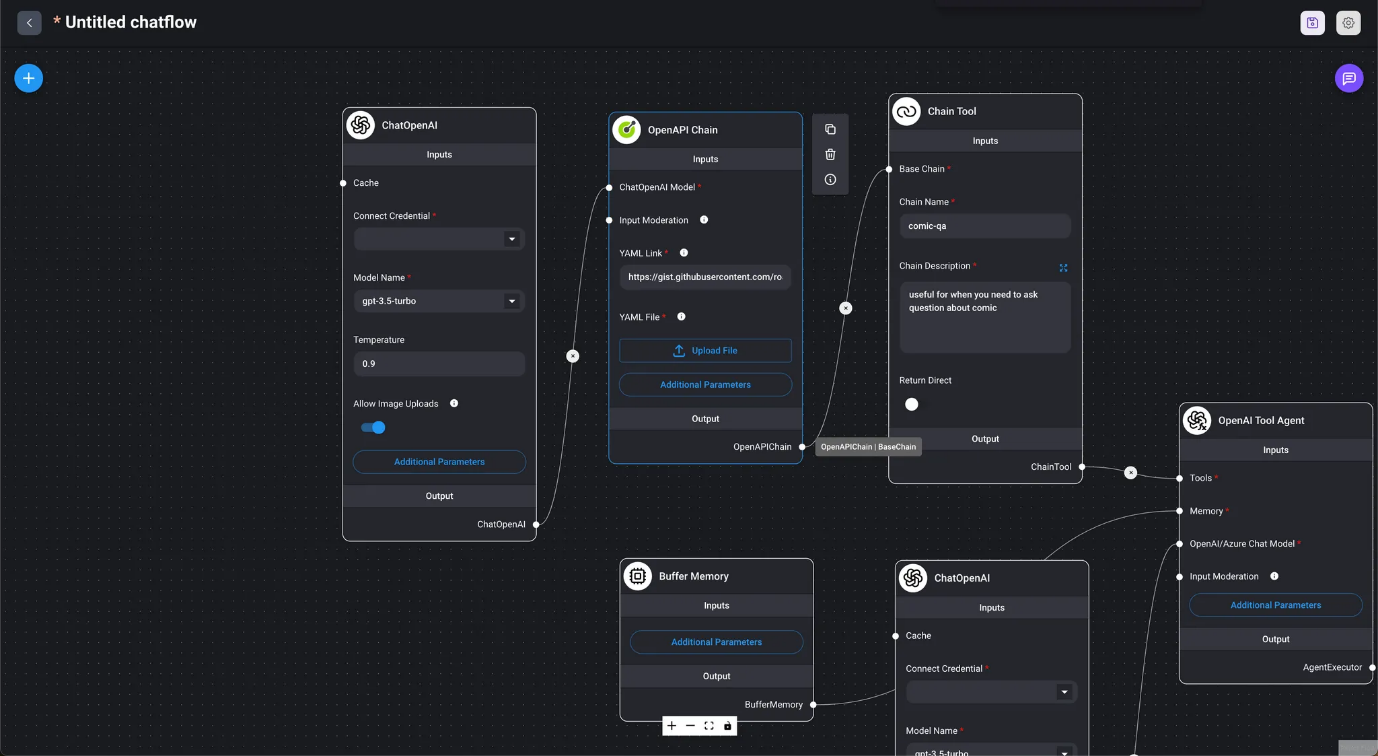 * Untitled chatflow
ChatOpenAI
Inputs
Cache
Connect Credential *
Model Name *
gpt-3.5-turbo
Temperature
0.9
Allow Image Uploads
Additional Parameters
Output
ChatOpenAI
OpenAPI Chain
Inputs
ChatOpenAI Model *
Input Moderation
YAML Link *
https://gist.githubusercontent.com/ro
YAML File *
Upload File
Additional Parameters
Output
OpenAPIChain
OpenAPIChain | BaseChain
Chain Tool
Inputs
Base Chain *
Chain Name *
comic-qa
Chain Description *
useful for when you need to ask
question about comic
Return Direct
Output
ChainTool
OpenAI Tool Agent
Inputs
Tools *
Memory *
OpenAI/Azure Chat Model *
Input Moderation
Additional Parameters
Output
AgentExecutor
Buffer Memory
Inputs
Additional Parameters
Output
BufferMemory
ChatOpenAI
Inputs
Cache
Connect Credential *
Model Name *
gpt-3.5-turbo